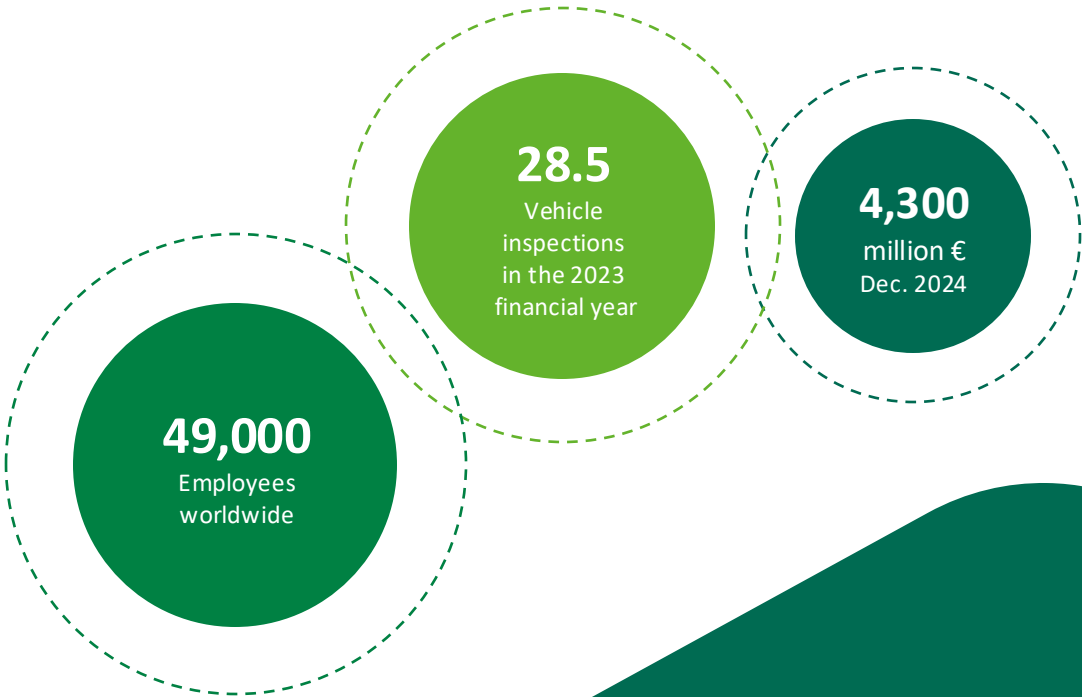 28.5
Vehicle
inspections
in the 2023
financial year
4,300
million €
Dec. 2024
49,000
Employees
worldwide